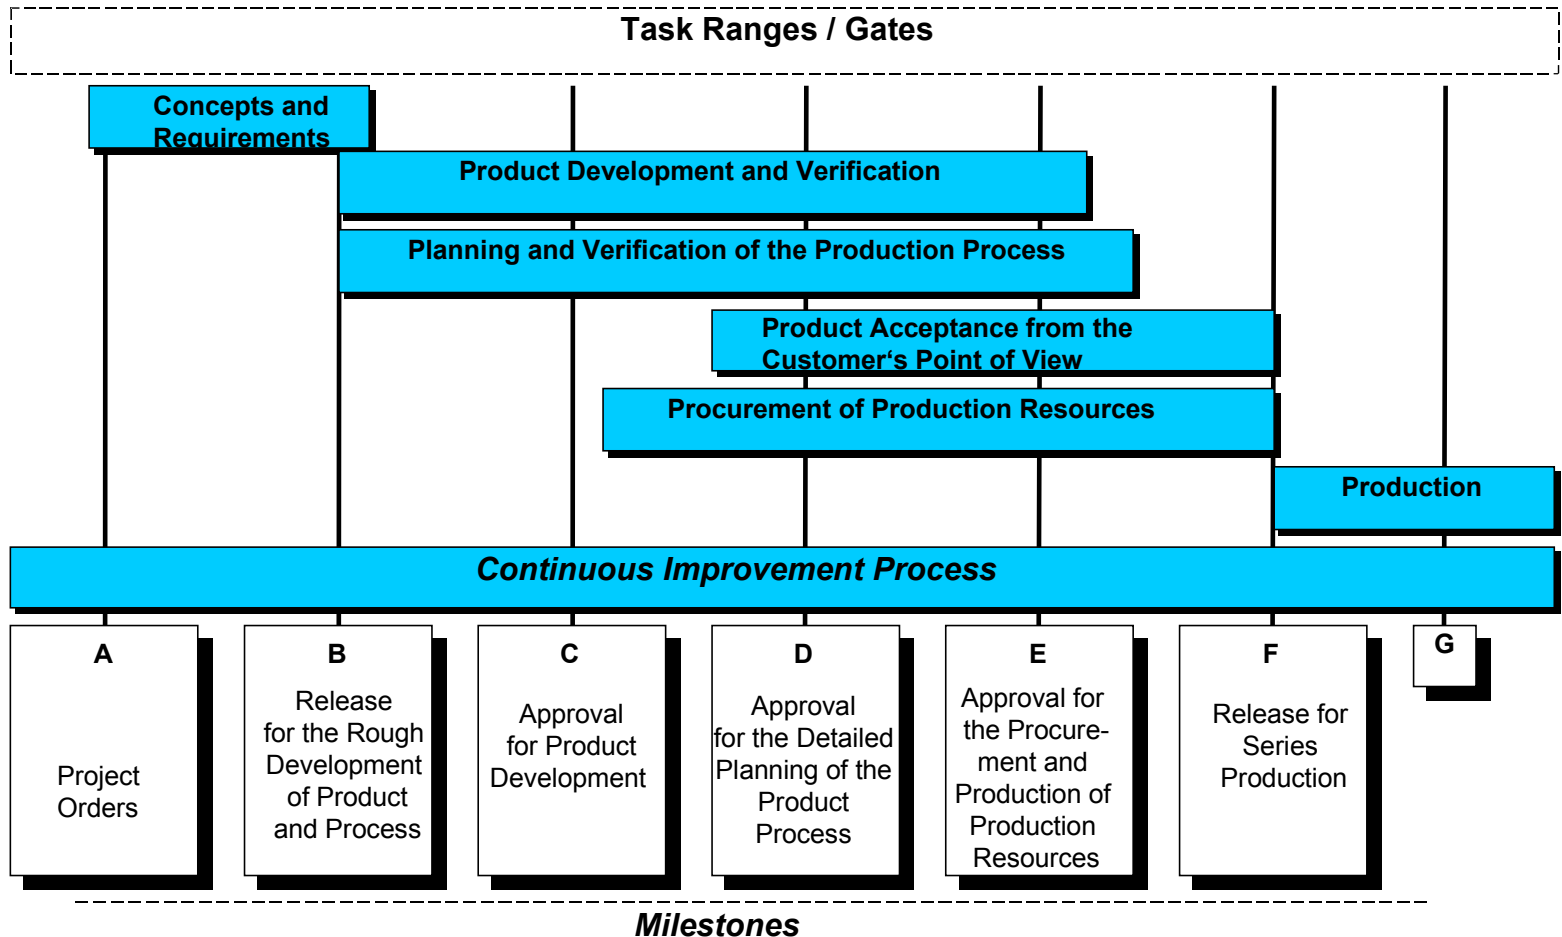 Task Ranges / Gates
Concepts and
Requirements
Product Development and Verification
Planning and Verification of the Production Process
Product Acceptance from the
Customer‘s Point of View
Procurement of Production Resources
Production
Continuous Improvement Process
A
Project
Orders
B
Release
for the Rough
Development
of Product
and Process
C
Approval
for Product
Development
D
Approval
for the Detailed
Planning of the
Product
Process
E
Approval for
the Procure-
ment and
Production of
Production
Resources
F
Release for
Series
Production
G
Milestones